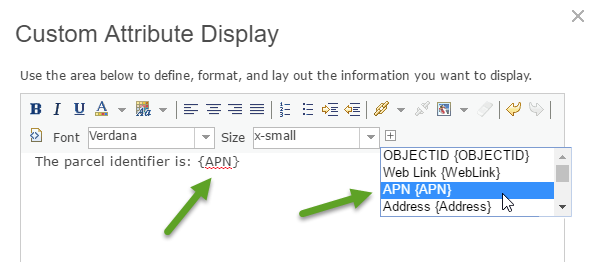 Custom Attribute Display
Use the area below to define, format, and lay out the information you want to display.
B I U A
Font Verdana Size x-small
The parcel identifier is: {APN}
OBJECTID {OBJECTID}
Web Link {WebLink}
APN {APN}
Address {Address}